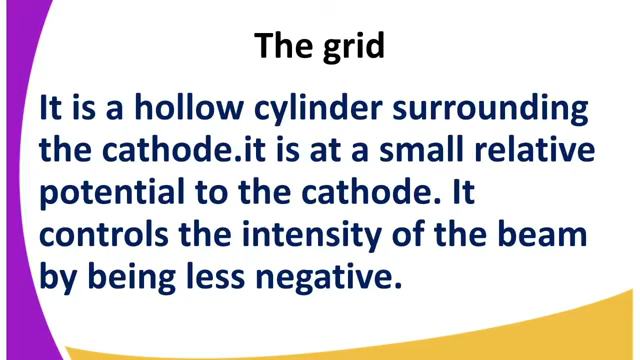 The grid
It is a hollow cylinder surrounding
the cathode.it is at a small relative
potential to the cathode. It
controls the intensity of the beam
by being less negative.